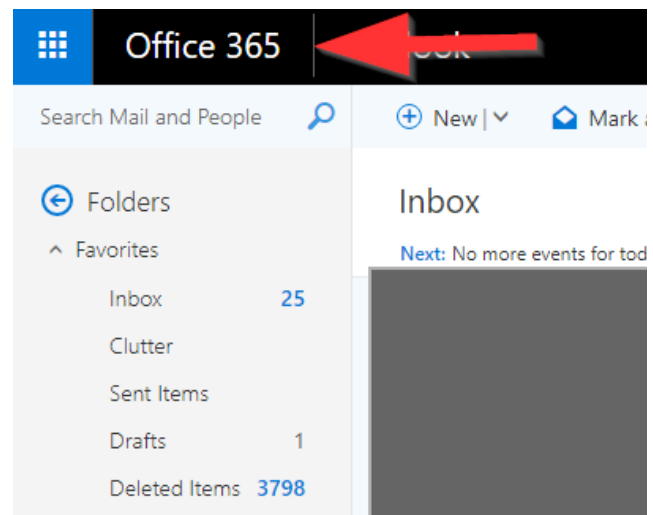 Office 365
Search Mail and People
New
Mark
Folders
Inbox
Favorites
Next: No more events for tod
Inbox 25
Clutter
Sent Items
Drafts 1
Deleted Items 3798